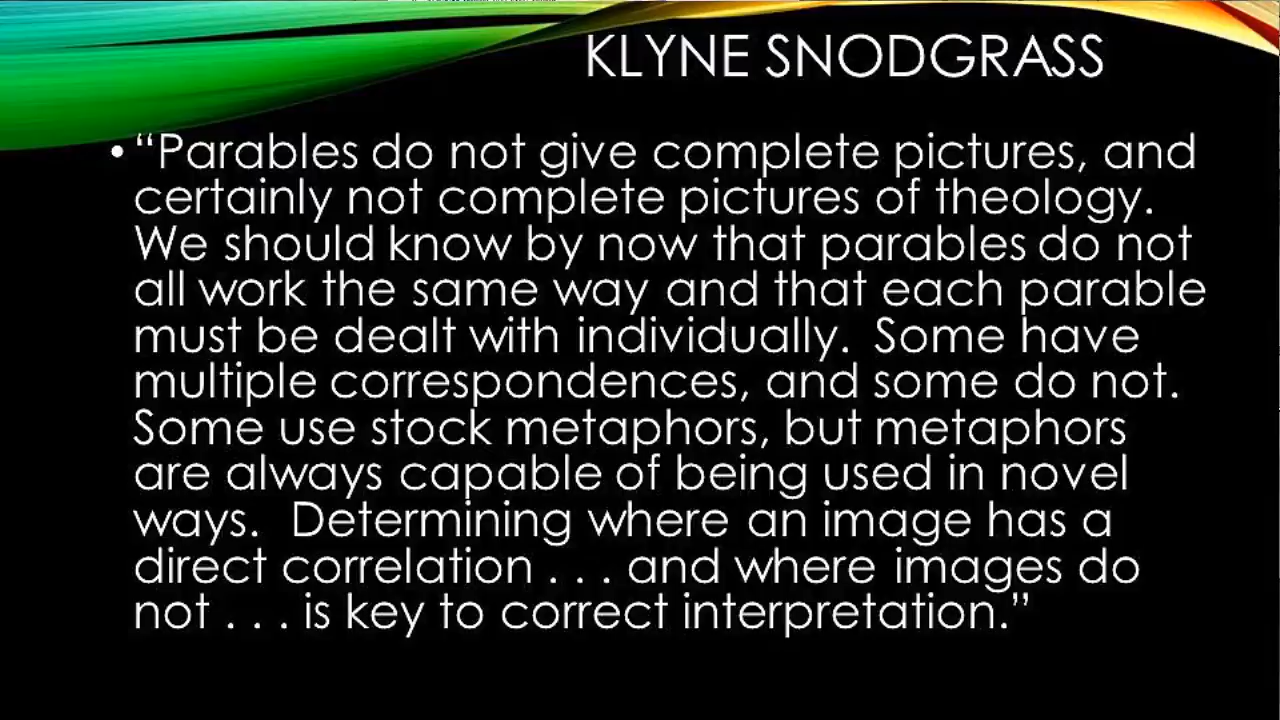 KLYNE SNODGRASS
• “Parables do not give complete pictures, and
certainly not complete pictures of theology.
We should know by now that parables do not
all work the same way and that each parable
must be dealt with individually. Some have
multiple correspondences, and some do not.
Some use stock metaphors, but metaphors
are always capable of being used in novel
ways. Determining where an image has a
direct correlation . . . and where images do
not . . . is key to correct interpretation.”